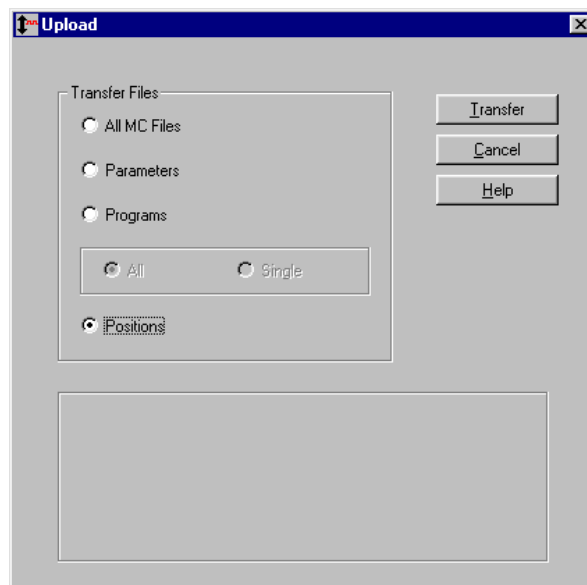 Upload
Transfer Files
All MC Files
Parameters
Programs
All Single
Positions
Transfer
Cancel
Help